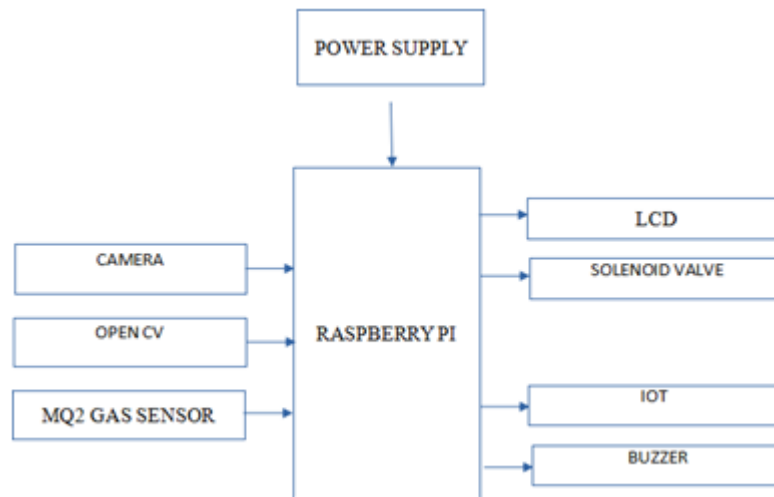 POWER SUPPLY
LCD
CAMERA
SOLENOID VALVE
OPEN CV
RASPBERRY PI
MQ2 GAS SENSOR
IOT
BUZZER